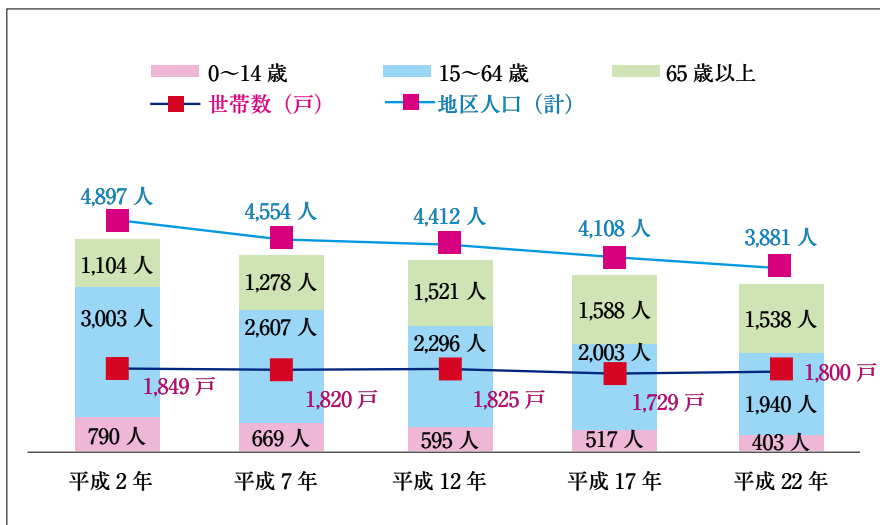 0～14 歳 15～64 歳 65 歳以上
世帯数（戸） 地区人口（計）
4,897 人
4,554 人
4,412 人
4,108 人
3,881 人
1,104 人
1,278 人
1,521 人
1,588 人
1,538 人
3,003 人
2,607 人
2,296 人
2,003 人
1,940 人
1,849 戸
1,820 戸
1,825 戸
1,729 戸
1,800 戸
790 人
669 人
595 人
517 人
403 人
平成 2 年 平成 7 年 平成 12 年 平成 17 年 平成 22 年